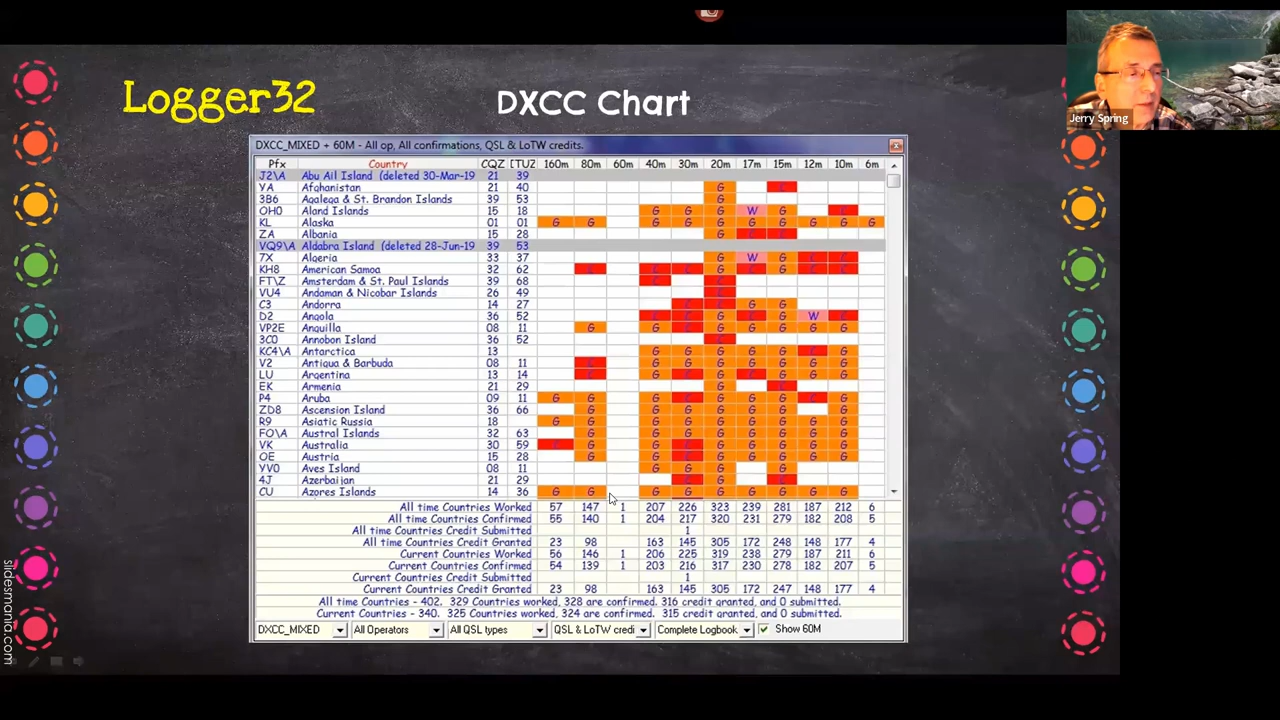 Logger32
DXCC Chart
Jerry Spring
DXCC_MIXED + 60M - All op, All confirmations, QSL & LoTW credits.
Pfx Country CQZ ITUZ 160m 80m 60m 40m 30m 20m 17m 15m 12m 10m 6m
J2\A Abu Ail Island (deleted 30-Mar-19 21 39
YA Afghanistan 21 40 G C
3B6 Agalega & St. Brandon Islands 39 53 G
OH0 Aland Islands 15 18 G G G W G C
KL Alaska 01 01 G G G G G G G G G G
ZA Albania 15 28 G C C
VQ9\A Aldabra Island (deleted 28-Jun-19 39 53
7X Algeria 33 37 G W G C C
KH8 American Samoa 32 62 C C C G C G C C
FT\Z Amsterdam & St. Paul Islands 39 68 C C
VU4 Andaman & Nicobar Islands 26 49 C
C3 Andorra 14 27 C C G G
D2 Angola 36 52 C C G C G W C
VP2E Anguilla 08 11 G G C G G G G G
3C0 Annobon Island 36 52 C
KC4\A Antarctica 13 G G G G G C G
V2 Antigua & Barbuda 08 11 C G G G G G G G
LU Argentina 13 14 C G C G C G G G
EK Armenia 21 29 G C
P4 Aruba 09 11 G G G C G G G C G
ZD8 Ascension Island 36 66 G G G G G G G G
R9 Asiatic Russia 18 G G G G G G G G G
FO\A Austral Islands 32 63 G G G G G G G G
VK Australia 30 59 G G C G G G G G
OE Austria 15 28 G G C G G G G G
YV0 Aves Island 08 11 G G G G
4J Azerbaijan 21 29 C G C
CU Azores Islands 14 36 G G G G G G G G G
All time Countries Worked 57 147 1 207 226 323 239 281 187 212 6
All time Countries Confirmed 55 140 1 204 217 320 231 279 182 208 5
All time Countries Credit Submitted 1
All time Countries Credit Granted 23 98 163 145 305 172 248 148 177 4
Current Countries Worked 56 146 1 206 225 319 238 279 187 211 6
Current Countries Confirmed 54 139 1 203 216 317 230 278 182 207 5
Current Countries Credit Submitted 1
Current Countries Credit Granted 23 98 163 145 305 172 247 148 177 4
All time Countries - 402. 329 Countries worked, 328 are confirmed. 316 credit granted, and 0 submitted.
Current Countries - 340. 325 Countries worked, 324 are confirmed. 315 credit granted, and 0 submitted.
DXCC_MIXED All Operators All QSL types QSL & LoTW credi Complete Logbook Show 60M
slidesmania.com